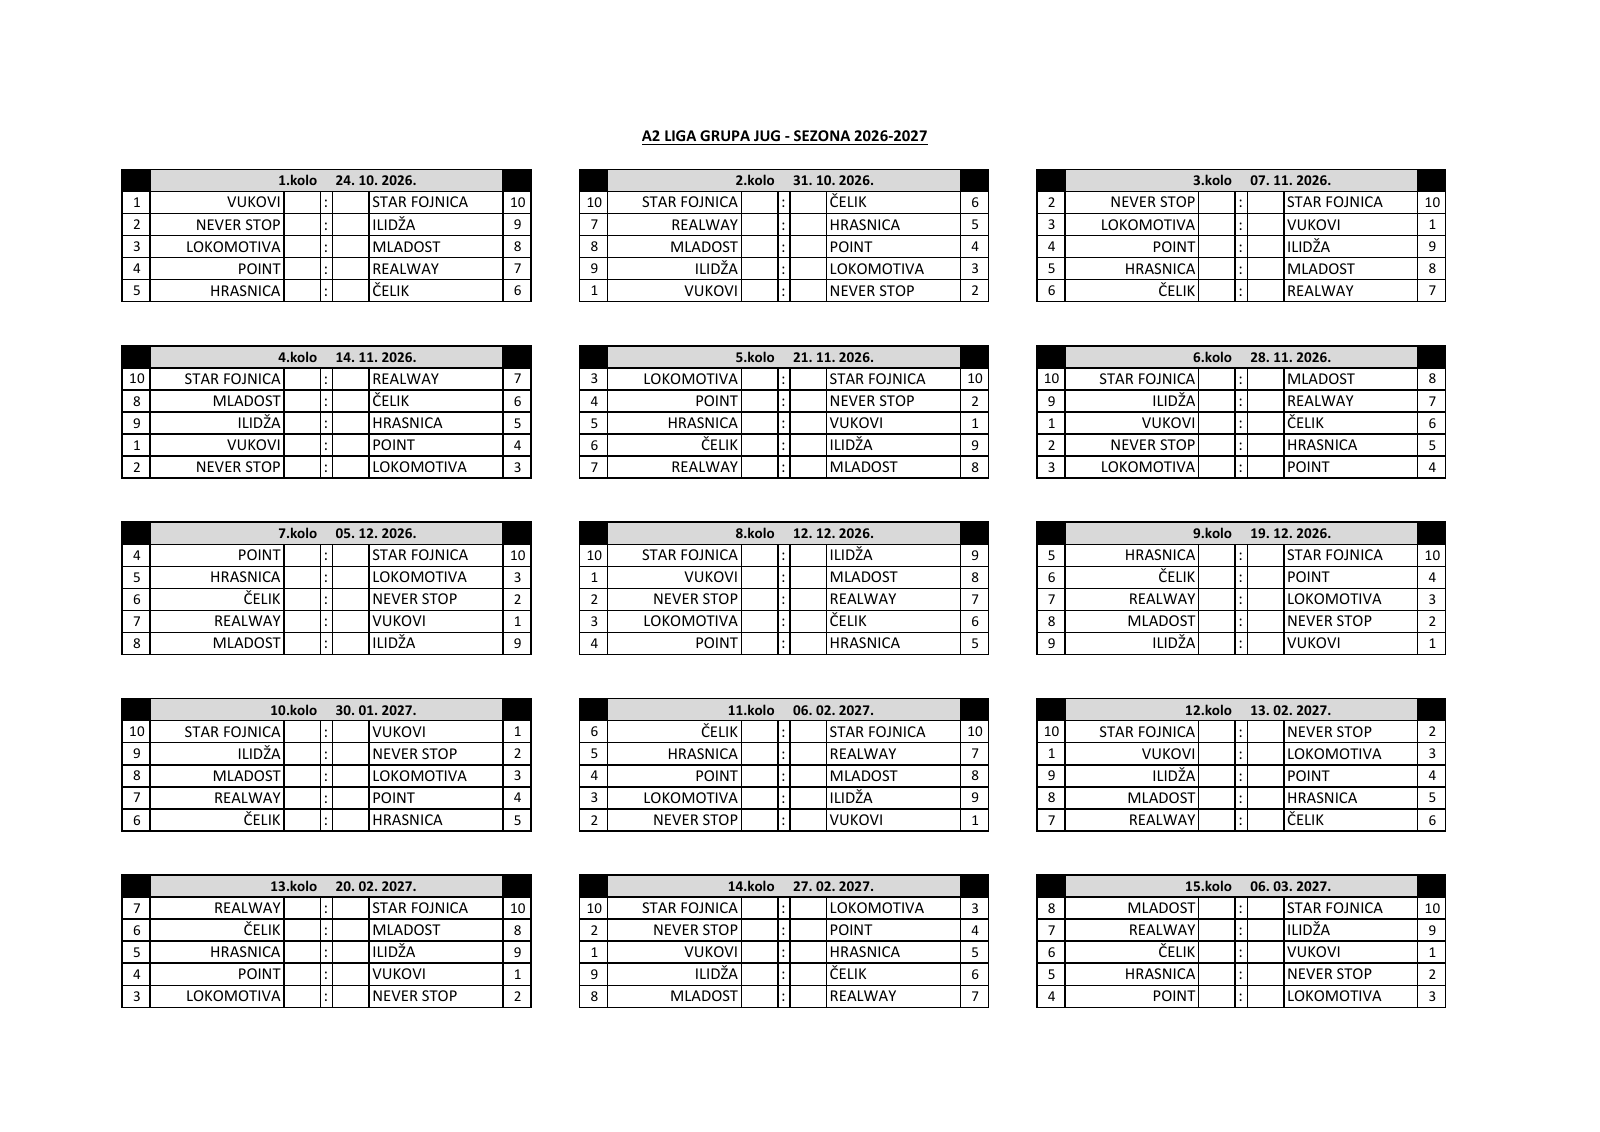 A2 LIGA GRUPA JUG - SEZONA 2026-2027
1.kolo 24. 10. 2026.
1 VUKOVI : STAR FOJNICA 10
2 NEVER STOP : ILIDŽA 9
3 LOKOMOTIVA : MLADOST 8
4 POINT : REALWAY 7
5 HRASNICA : ČELIK 6
2.kolo 31. 10. 2026.
10 STAR FOJNICA : ČELIK 6
7 REALWAY : HRASNICA 5
8 MLADOST : POINT 4
9 ILIDŽA : LOKOMOTIVA 3
1 VUKOVI : NEVER STOP 2
3.kolo 07. 11. 2026.
2 NEVER STOP : STAR FOJNICA 10
3 LOKOMOTIVA : VUKOVI 1
4 POINT : ILIDŽA 9
5 HRASNICA : MLADOST 8
6 ČELIK : REALWAY 7
4.kolo 14. 11. 2026.
10 STAR FOJNICA : REALWAY 7
8 MLADOST : ČELIK 6
9 ILIDŽA : HRASNICA 5
1 VUKOVI : POINT 4
2 NEVER STOP : LOKOMOTIVA 3
5.kolo 21. 11. 2026.
3 LOKOMOTIVA : STAR FOJNICA 10
4 POINT : NEVER STOP 2
5 HRASNICA : VUKOVI 1
6 ČELIK : ILIDŽA 9
7 REALWAY : MLADOST 8
6.kolo 28. 11. 2026.
10 STAR FOJNICA : MLADOST 8
9 ILIDŽA : REALWAY 7
1 VUKOVI : ČELIK 6
2 NEVER STOP : HRASNICA 5
3 LOKOMOTIVA : POINT 4
7.kolo 05. 12. 2026.
4 POINT : STAR FOJNICA 10
5 HRASNICA : LOKOMOTIVA 3
6 ČELIK : NEVER STOP 2
7 REALWAY : VUKOVI 1
8 MLADOST : ILIDŽA 9
8.kolo 12. 12. 2026.
10 STAR FOJNICA : ILIDŽA 9
1 VUKOVI : MLADOST 8
2 NEVER STOP : REALWAY 7
3 LOKOMOTIVA : ČELIK 6
4 POINT : HRASNICA 5
9.kolo 19. 12. 2026.
5 HRASNICA : STAR FOJNICA 10
6 ČELIK : POINT 4
7 REALWAY : LOKOMOTIVA 3
8 MLADOST : NEVER STOP 2
9 ILIDŽA : VUKOVI 1
10.kolo 30. 01. 2027.
10 STAR FOJNICA : VUKOVI 1
9 ILIDŽA : NEVER STOP 2
8 MLADOST : LOKOMOTIVA 3
7 REALWAY : POINT 4
6 ČELIK : HRASNICA 5
11.kolo 06. 02. 2027.
6 ČELIK : STAR FOJNICA 10
5 HRASNICA : REALWAY 7
4 POINT : MLADOST 8
3 LOKOMOTIVA : ILIDŽA 9
2 NEVER STOP : VUKOVI 1
12.kolo 13. 02. 2027.
10 STAR FOJNICA : NEVER STOP 2
1 VUKOVI : LOKOMOTIVA 3
9 ILIDŽA : POINT 4
8 MLADOST : HRASNICA 5
7 REALWAY : ČELIK 6
13.kolo 20. 02. 2027.
7 REALWAY : STAR FOJNICA 10
6 ČELIK : MLADOST 8
5 HRASNICA : ILIDŽA 9
4 POINT : VUKOVI 1
3 LOKOMOTIVA : NEVER STOP 2
14.kolo 27. 02. 2027.
10 STAR FOJNICA : LOKOMOTIVA 3
2 NEVER STOP : POINT 4
1 VUKOVI : HRASNICA 5
9 ILIDŽA : ČELIK 6
8 MLADOST : REALWAY 7
15.kolo 06. 03. 2027.
8 MLADOST : STAR FOJNICA 10
7 REALWAY : ILIDŽA 9
6 ČELIK : VUKOVI 1
5 HRASNICA : NEVER STOP 2
4 POINT : LOKOMOTIVA 3